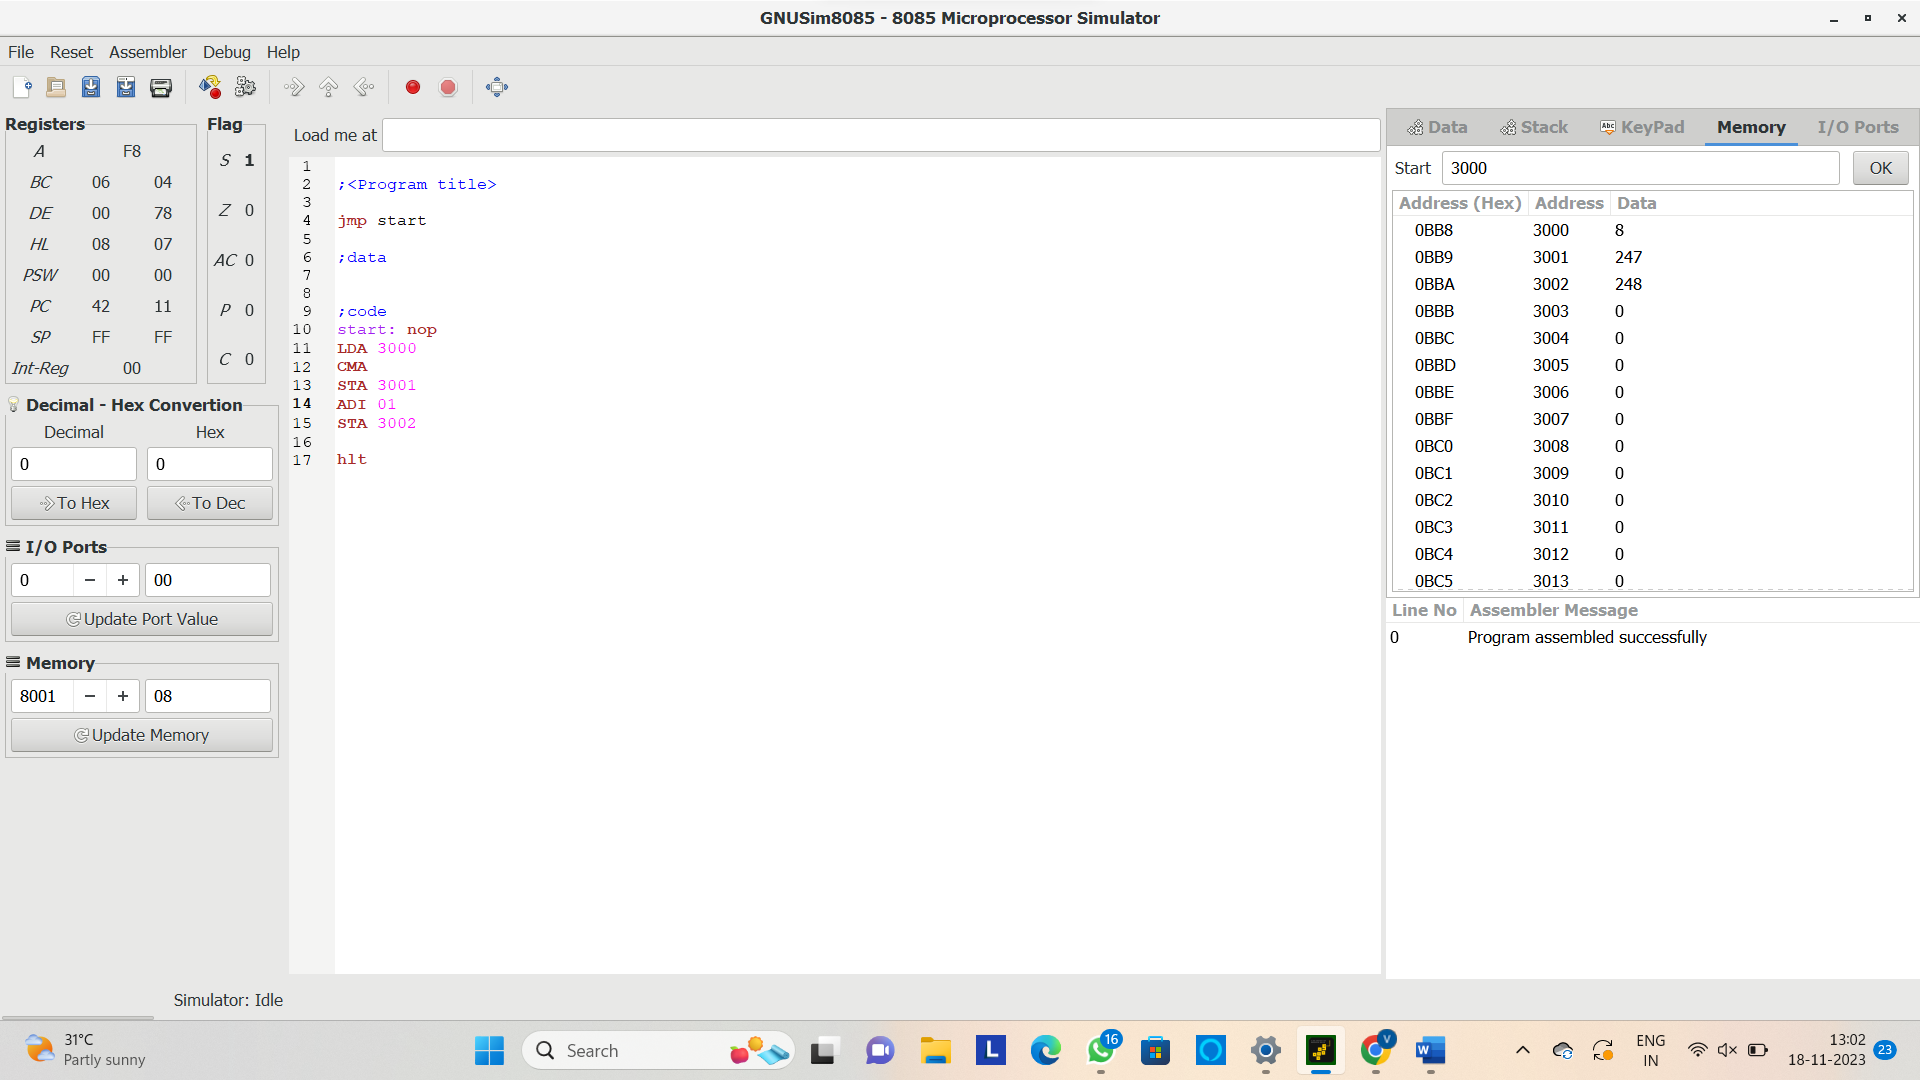 GNUSim8085 - 8085 Microprocessor Simulator
File Reset Assembler Debug Help
Registers
A F8
BC 06 04
DE 00 78
HL 08 07
PSW 00 00
PC 42 11
SP FF FF
Int-Reg 00
Flag
S 1
Z 0
AC 0
P 0
C 0
Decimal - Hex Convertion
Decimal Hex
0 0
To Hex To Dec
I/O Ports
0 − + 00
Update Port Value
Memory
8001 − + 08
Update Memory
Load me at
1
2 ;<Program title>
3
4 jmp start
5
6 ;data
7
8
9 ;code
10 start: nop
11 LDA 3000
12 CMA
13 STA 3001
14 ADI 01
15 STA 3002
16
17 hlt
Data Stack Abc KeyPad Memory I/O Ports
Start 3000 OK
Address (Hex) Address Data
0BB8 3000 8
0BB9 3001 247
0BBA 3002 248
0BBB 3003 0
0BBC 3004 0
0BBD 3005 0
0BBE 3006 0
0BBF 3007 0
0BC0 3008 0
0BC1 3009 0
0BC2 3010 0
0BC3 3011 0
0BC4 3012 0
0BC5 3013 0
Line No Assembler Message
0 Program assembled successfully
Simulator: Idle
31°C
Partly sunny
Search
L
16
V
W
ENG
IN
13:02
18-11-2023
23